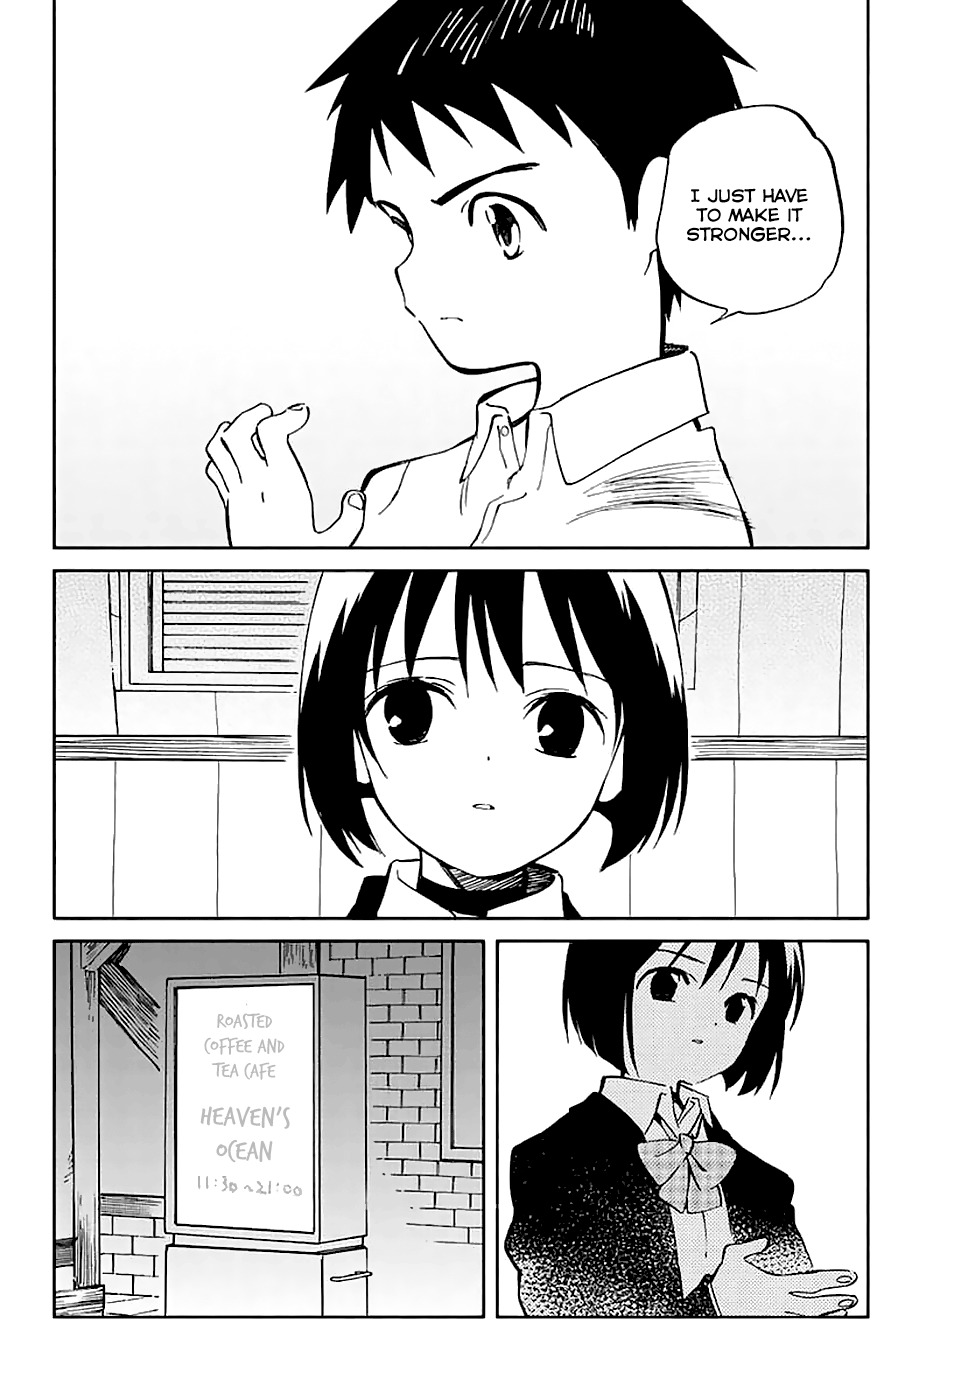 I JUST HAVE
TO MAKE IT
STRONGER...
ROASTED
COFFEE AND
TEA CAFE
HEAVEN'S
OCEAN
11:30~21:00